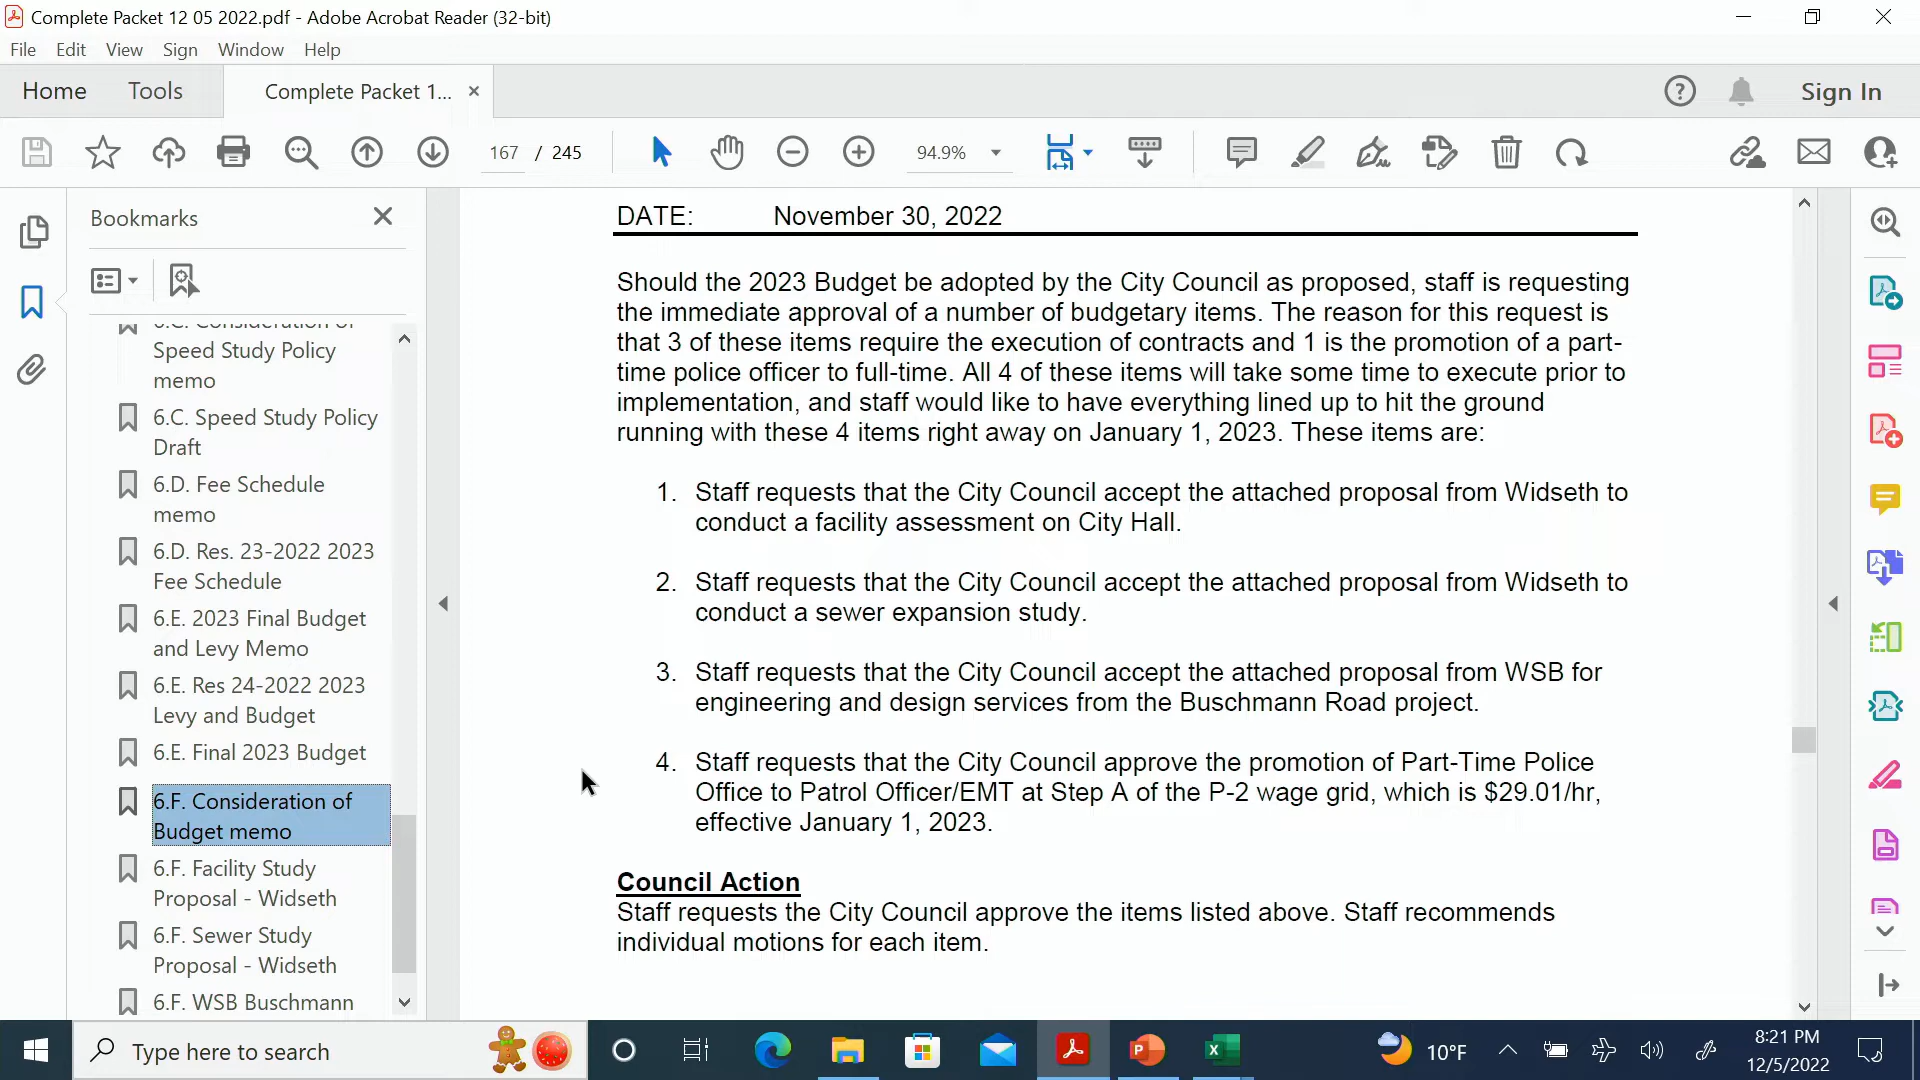 Complete Packet 12 05 2022.pdf - Adobe Acrobat Reader (32-bit)
File Edit View Sign Window Help
Home Tools Complete Packet 1... × Sign In
167 / 245 94.9%
Bookmarks
6.C. Consideration of
Speed Study Policy
memo
6.C. Speed Study Policy
Draft
6.D. Fee Schedule
memo
6.D. Res. 23-2022 2023
Fee Schedule
6.E. 2023 Final Budget
and Levy Memo
6.E. Res 24-2022 2023
Levy and Budget
6.E. Final 2023 Budget
6.F. Consideration of
Budget memo
6.F. Facility Study
Proposal - Widseth
6.F. Sewer Study
Proposal - Widseth
6.F. WSB Buschmann
DATE: November 30, 2022
Should the 2023 Budget be adopted by the City Council as proposed, staff is requesting
the immediate approval of a number of budgetary items. The reason for this request is
that 3 of these items require the execution of contracts and 1 is the promotion of a part-
time police officer to full-time. All 4 of these items will take some time to execute prior to
implementation, and staff would like to have everything lined up to hit the ground
running with these 4 items right away on January 1, 2023. These items are:
1. Staff requests that the City Council accept the attached proposal from Widseth to
conduct a facility assessment on City Hall.
2. Staff requests that the City Council accept the attached proposal from Widseth to
conduct a sewer expansion study.
3. Staff requests that the City Council accept the attached proposal from WSB for
engineering and design services from the Buschmann Road project.
4. Staff requests that the City Council approve the promotion of Part-Time Police
Office to Patrol Officer/EMT at Step A of the P-2 wage grid, which is $29.01/hr,
effective January 1, 2023.
Council Action
Staff requests the City Council approve the items listed above. Staff recommends
individual motions for each item.
Type here to search
10°F
8:21 PM
12/5/2022